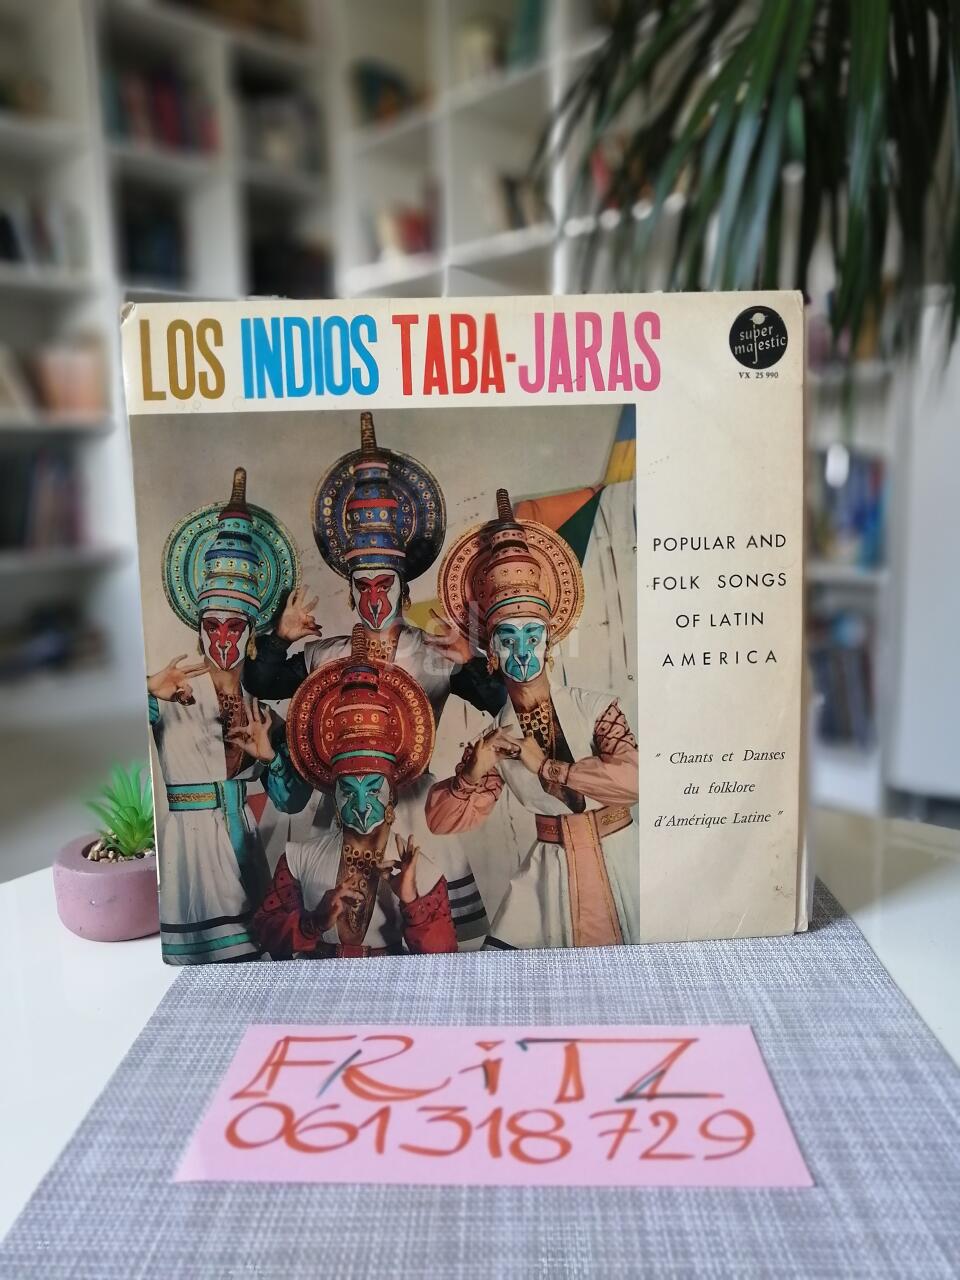 LOS INDIOS TABA-JARAS
super
majestic
VX 25 990
POPULAR AND
FOLK SONGS
OF LATIN
AMERICA
" Chants et Danses
du folklore
d'Amérique Latine "
FRiTZ
061318729